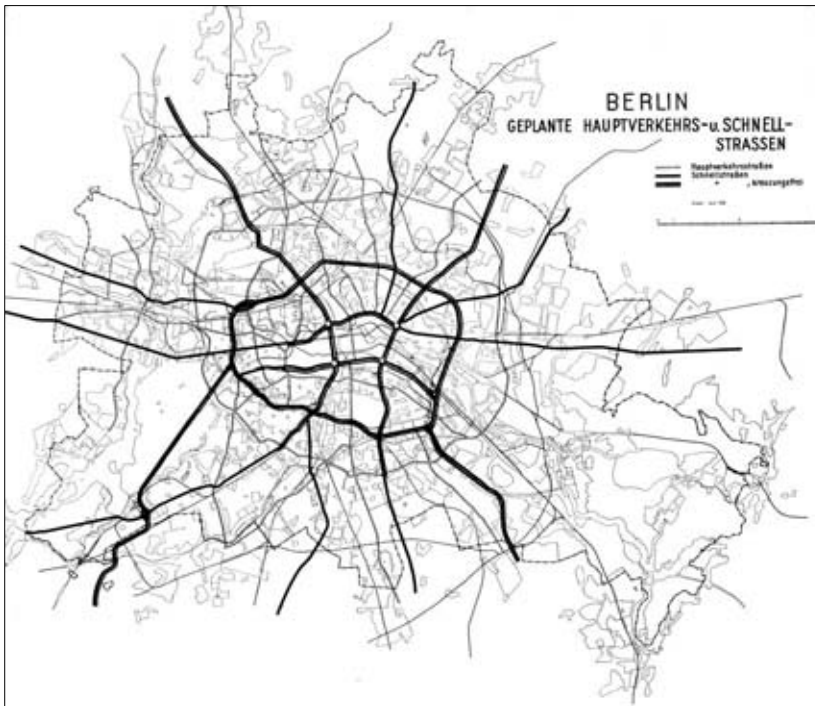 BERLIN
GEPLANTE HAUPTVERKEHRS-u. SCHNELL-
STRASSEN
Hauptverkehrsstraßen
Schnellstraßen
" , kreuzungsfrei